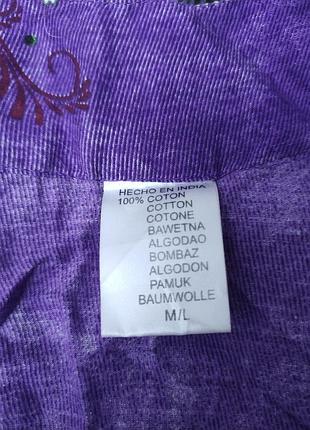 HECHO EN INDIA
100% COTON
COTTON
COTONE
BAWETNA
ALGODAO
BOMBAZ
ALGODON
PAMUK
BAUMWOLLE
M/L